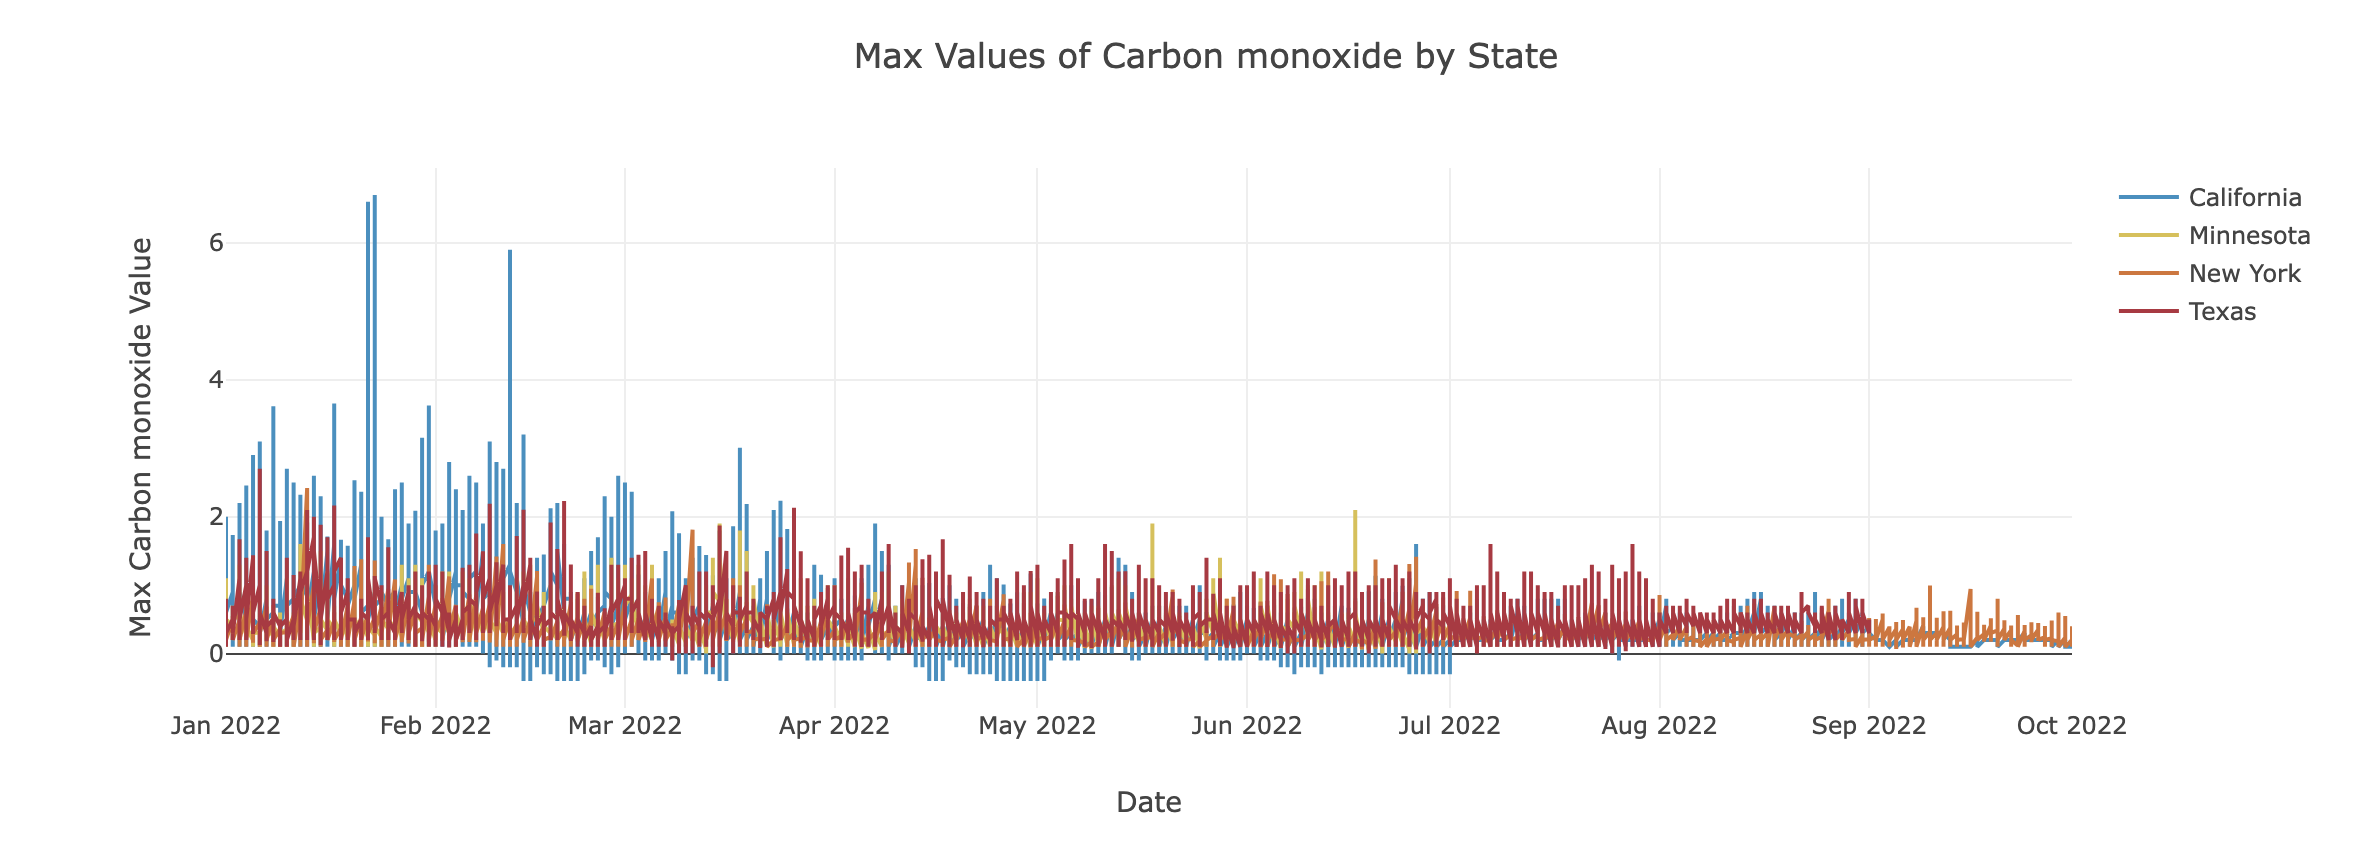 Max Values of Carbon monoxide by State
Max Carbon monoxide Value
6
4
2
0
Jan 2022
Feb 2022
Mar 2022
Apr 2022
May 2022
Jun 2022
Jul 2022
Aug 2022
Sep 2022
Oct 2022
Date
California
Minnesota
New York
Texas